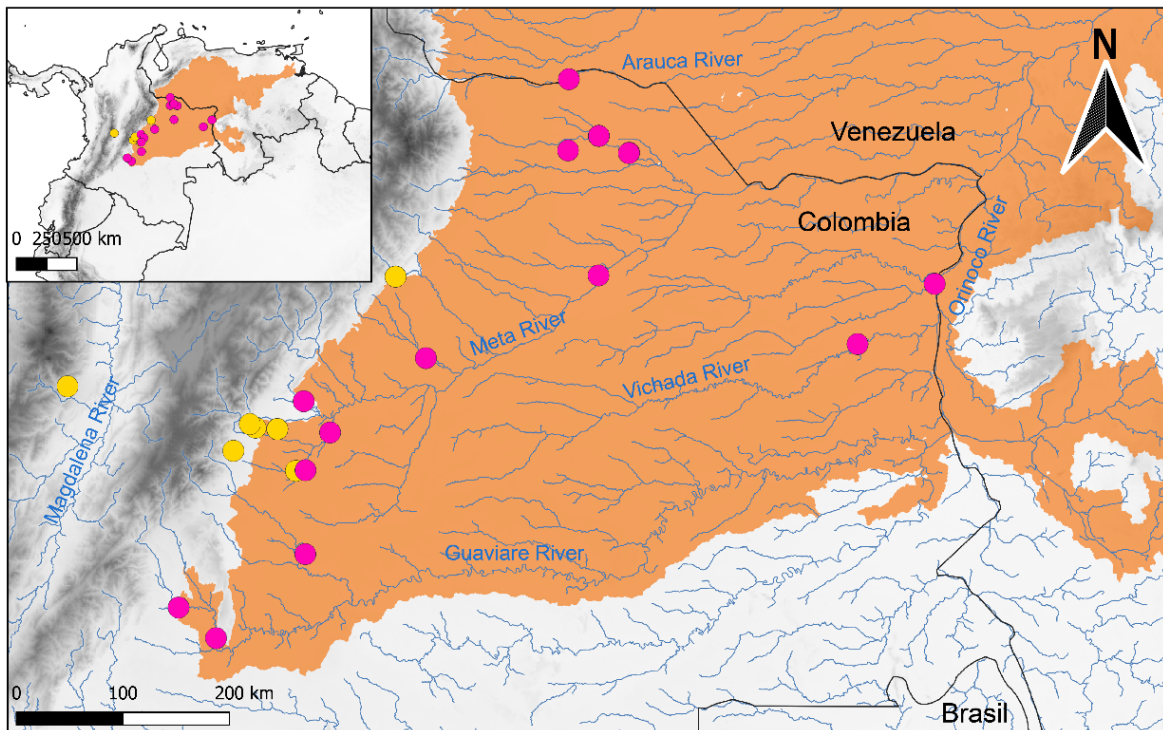 Arauca River
N
Venezuela
Colombia
0 250500 km
Orinoco River
Meta River
Vichada River
Magdalena River
Guaviare River
0 100 200 km
Brasil